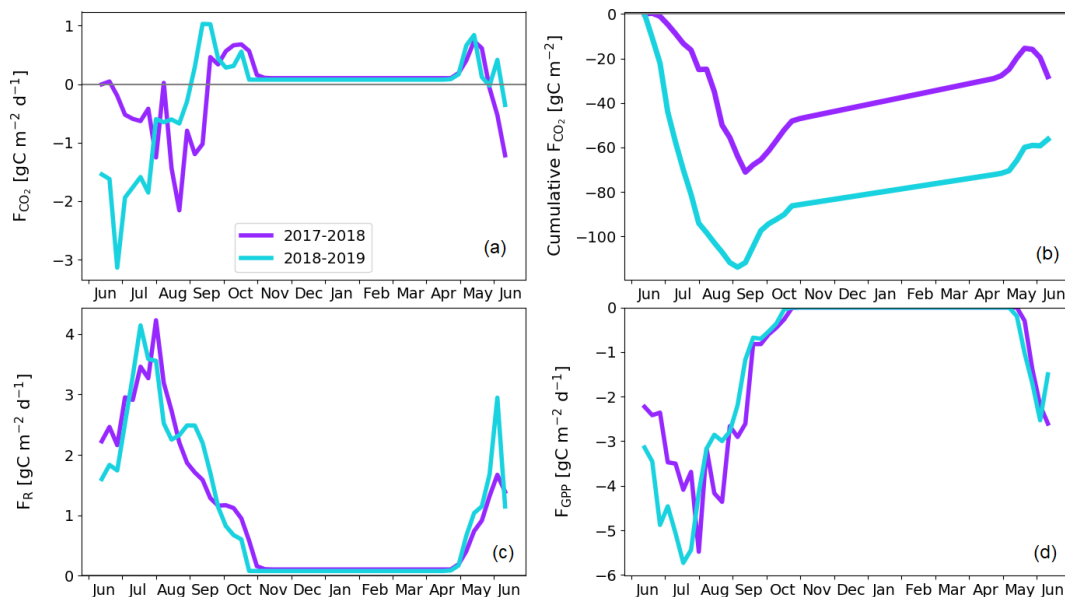 1
0
−1
−2
−3
F_CO₂ [gC m⁻² d⁻¹]
2017-2018
2018-2019
(a)
Jun Jul Aug Sep Oct Nov Dec Jan Feb Mar Apr May Jun
0
−20
−40
−60
−80
−100
Cumulative F_CO₂ [gC m⁻²]
(b)
Jun Jul Aug Sep Oct Nov Dec Jan Feb Mar Apr May Jun
4
3
2
1
0
F_R [gC m⁻² d⁻¹]
(c)
Jun Jul Aug Sep Oct Nov Dec Jan Feb Mar Apr May Jun
0
−1
−2
−3
−4
−5
−6
F_GPP [gC m⁻² d⁻¹]
(d)
Jun Jul Aug Sep Oct Nov Dec Jan Feb Mar Apr May Jun